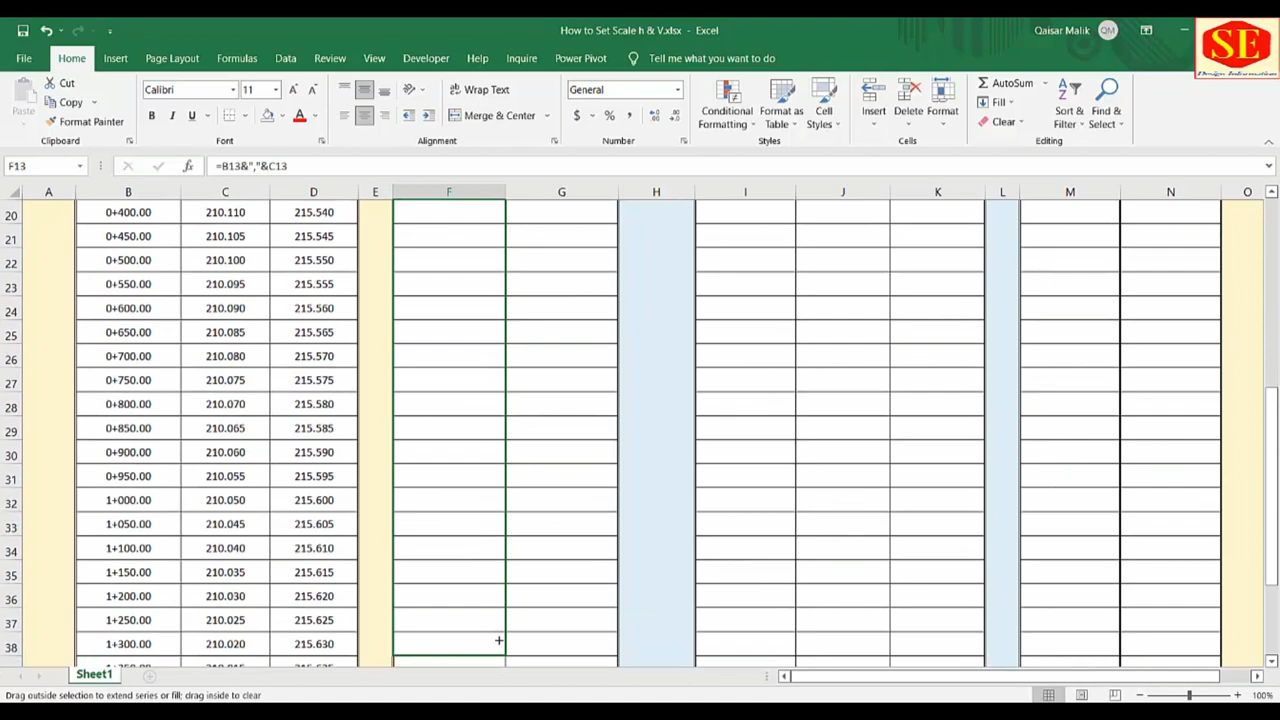 How to Set Scale h & V.xlsx - Excel
Qaisar Malik QM
SE
Design Information
File Home Insert Page Layout Formulas Data Review View Developer Help Inquire Power Pivot Tell me what you want to do
Paste
Cut
Copy
Format Painter
Calibri 11
B I U
Wrap Text
Merge & Center
General
Conditional Formatting
Format as Table
Cell Styles
Insert Delete Format
AutoSum
Fill
Clear
Sort & Filter
Find & Select
Clipboard Font Alignment Number Styles Cells Editing
F13 fx =B13&","&C13
A B C D E F G H I J K L M N O
20 0+400.00 210.110 215.540
21 0+450.00 210.105 215.545
22 0+500.00 210.100 215.550
23 0+550.00 210.095 215.555
24 0+600.00 210.090 215.560
25 0+650.00 210.085 215.565
26 0+700.00 210.080 215.570
27 0+750.00 210.075 215.575
28 0+800.00 210.070 215.580
29 0+850.00 210.065 215.585
30 0+900.00 210.060 215.590
31 0+950.00 210.055 215.595
32 1+000.00 210.050 215.600
33 1+050.00 210.045 215.605
34 1+100.00 210.040 215.610
35 1+150.00 210.035 215.615
36 1+200.00 210.030 215.620
37 1+250.00 210.025 215.625
38 1+300.00 210.020 215.630
Sheet1
Drag outside selection to extend series or fill; drag inside to clear
100%